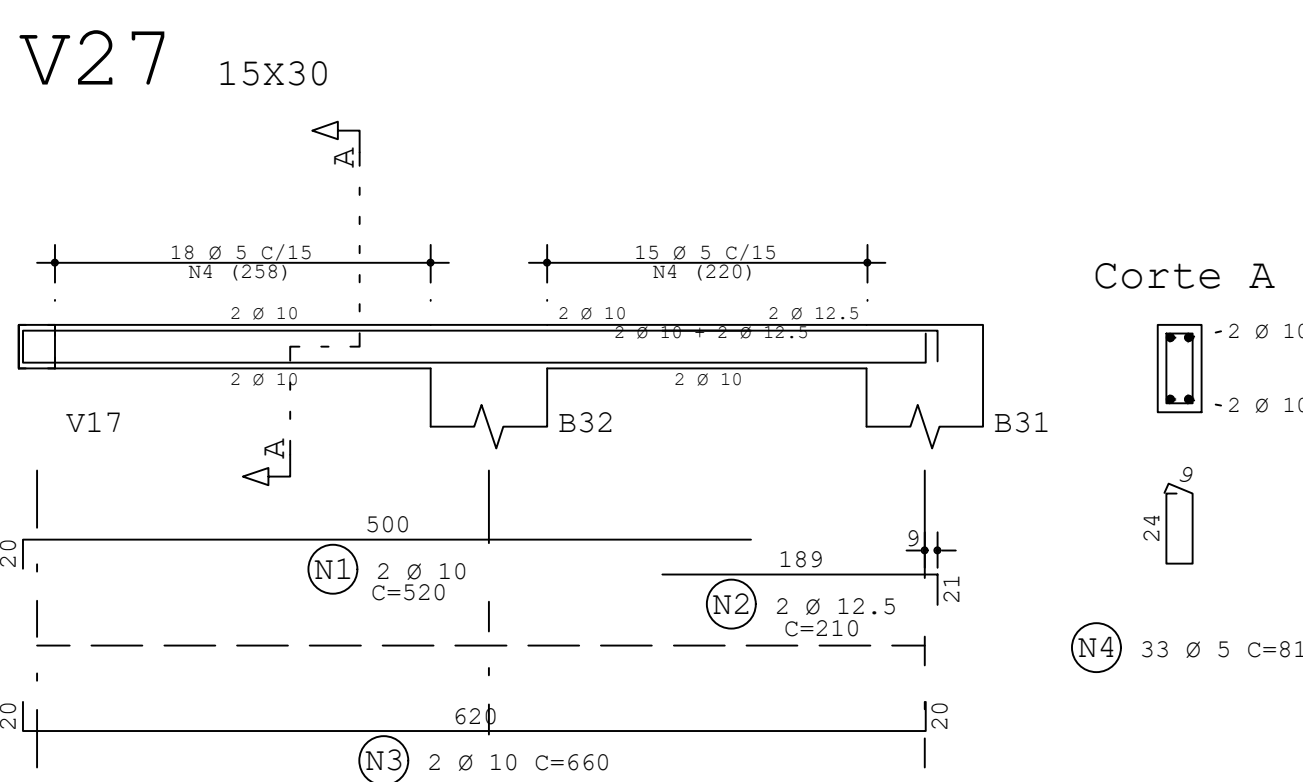 V27 15X30
A
18 Ø 5 C/15
N4 (258)
15 Ø 5 C/15
N4 (220)
Corte A
2 Ø 10
2 Ø 10
2 Ø 12.5
2 Ø 10 + 2 Ø 12.5
-2 Ø 10
2 Ø 10
2 Ø 10
-2 Ø 10
V17
B32
B31
A
9
24
500
20
N1 2 Ø 10
C=520
9
189
21
N2 2 Ø 12.5
C=210
N4 33 Ø 5 C=81
620
20
20
N3 2 Ø 10 C=660